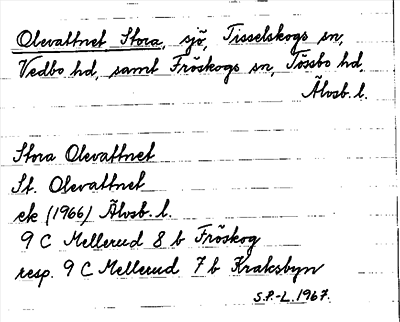 Olevattnet Stora, sjö, Tisselskogs sn,
Vedbo hd, samt Fröskogs sn, Tössbo hd,
Älvsb. l.
Stora Olevattnet
St. Olevattnet
ek (1966) Älvsb. l.
9 C Mellerud 8 b Fröskog
resp. 9 C Mellerud 7 b Kraksbyn
S.P.-L. 1967.